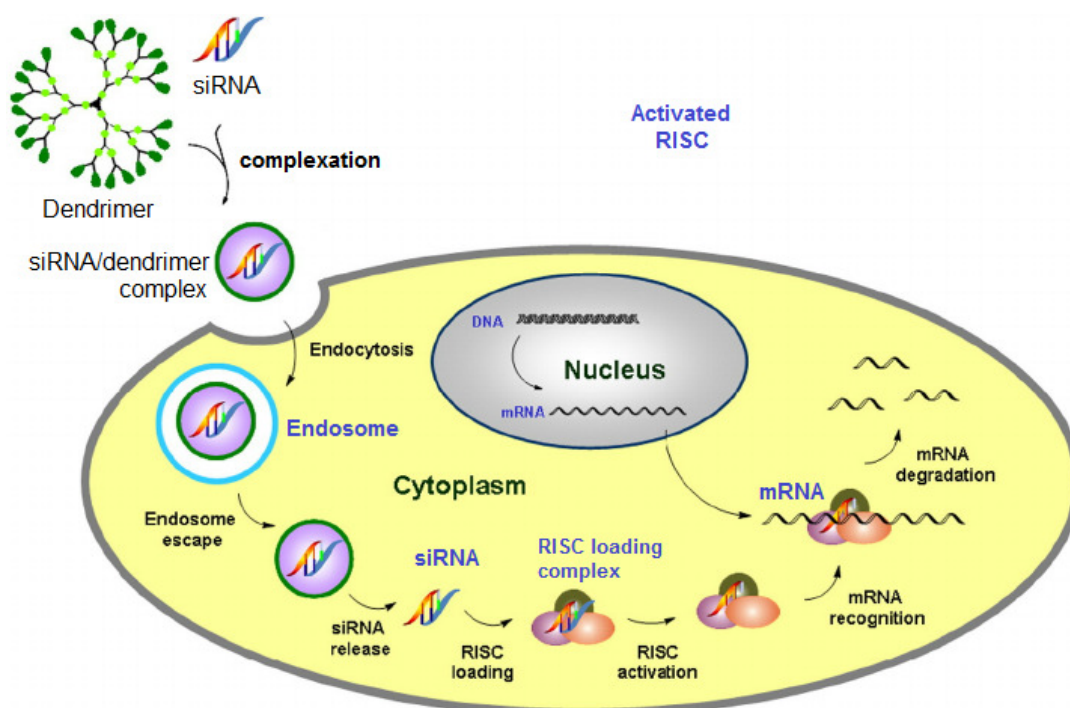 siRNA
Activated
RISC
complexation
Dendrimer
siRNA/dendrimer
complex
DNA
Endocytosis
Nucleus
mRNA
Endosome
mRNA
degradation
Cytoplasm
mRNA
Endosome
escape
siRNA
RISC loading
complex
mRNA
recognition
siRNA
release
RISC
loading
RISC
activation